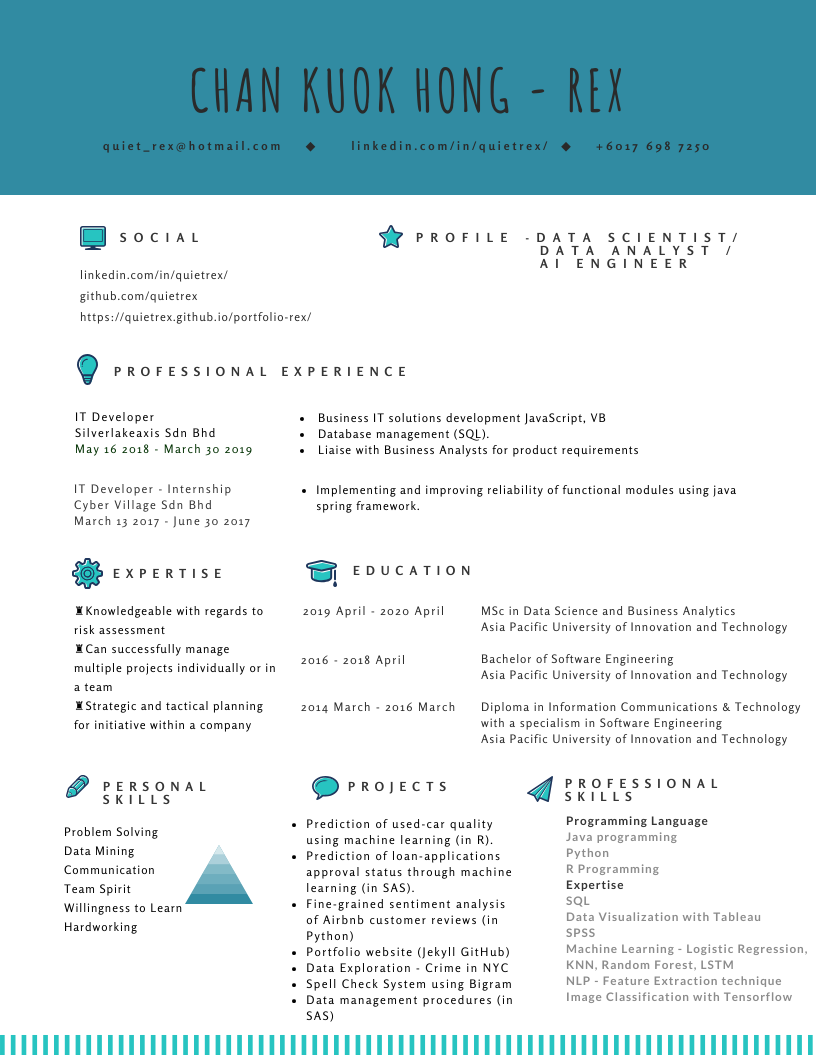 CHAN KUOK HONG - REX
quiet_rex@hotmail.com ◆ linkedin.com/in/quietrex/ ◆ +6017 698 7250
SOCIAL
linkedin.com/in/quietrex/
github.com/quietrex
https://quietrex.github.io/portfolio-rex/
PROFILE -DATA SCIENTIST/
DATA ANALYST /
AI ENGINEER
PROFESSIONAL EXPERIENCE
IT Developer
Silverlakeaxis Sdn Bhd
May 16 2018 - March 30 2019
• Business IT solutions development JavaScript, VB
• Database management (SQL).
• Liaise with Business Analysts for product requirements
IT Developer - Internship
Cyber Village Sdn Bhd
March 13 2017 - June 30 2017
• Implementing and improving reliability of functional modules using java
spring framework.
EXPERTISE
♜Knowledgeable with regards to
risk assessment
♜Can successfully manage
multiple projects individually or in
a team
♜Strategic and tactical planning
for initiative within a company
EDUCATION
2019 April - 2020 April
MSc in Data Science and Business Analytics
Asia Pacific University of Innovation and Technology
2016 - 2018 April
Bachelor of Software Engineering
Asia Pacific University of Innovation and Technology
2014 March - 2016 March
Diploma in Information Communications & Technology
with a specialism in Software Engineering
Asia Pacific University of Innovation and Technology
PERSONAL
SKILLS
Problem Solving
Data Mining
Communication
Team Spirit
Willingness to Learn
Hardworking
PROJECTS
• Prediction of used-car quality
using machine learning (in R).
• Prediction of loan-applications
approval status through machine
learning (in SAS).
• Fine-grained sentiment analysis
of Airbnb customer reviews (in
Python)
• Portfolio website (Jekyll GitHub)
• Data Exploration - Crime in NYC
• Spell Check System using Bigram
• Data management procedures (in
SAS)
PROFESSIONAL
SKILLS
Programming Language
Java programming
Python
R Programming
Expertise
SQL
Data Visualization with Tableau
SPSS
Machine Learning - Logistic Regression,
KNN, Random Forest, LSTM
NLP - Feature Extraction technique
Image Classification with Tensorflow